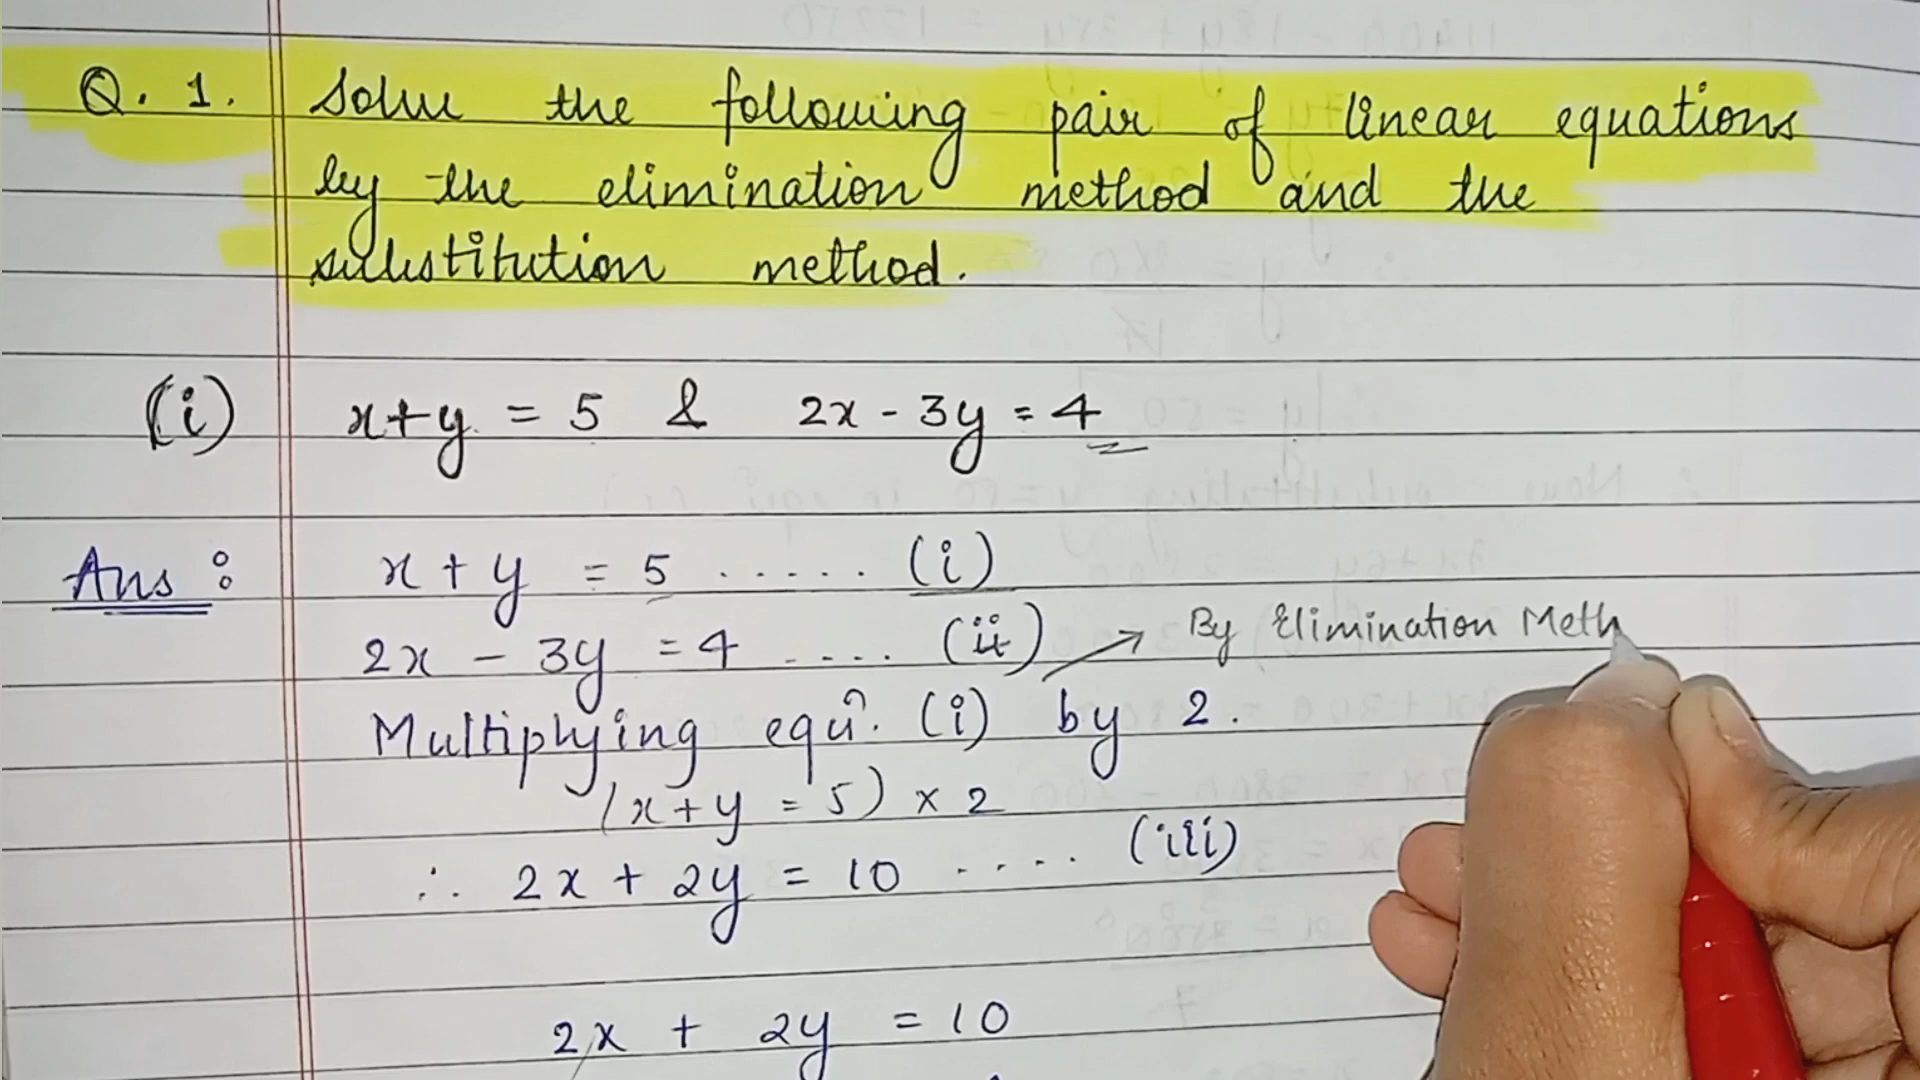 Q. 1. Solve the following pair of linear equations
by the elimination method and the
substitution method.
(i) x+y = 5 & 2x - 3y = 4
Ans : x + y = 5 ..... (i)
2x - 3y = 4 .... (ii) → By Elimination Meth
Multiplying equⁿ. (i) by 2.
(x+y = 5) × 2
∴ 2x + 2y = 10 .... (iii)
2x + 2y = 10